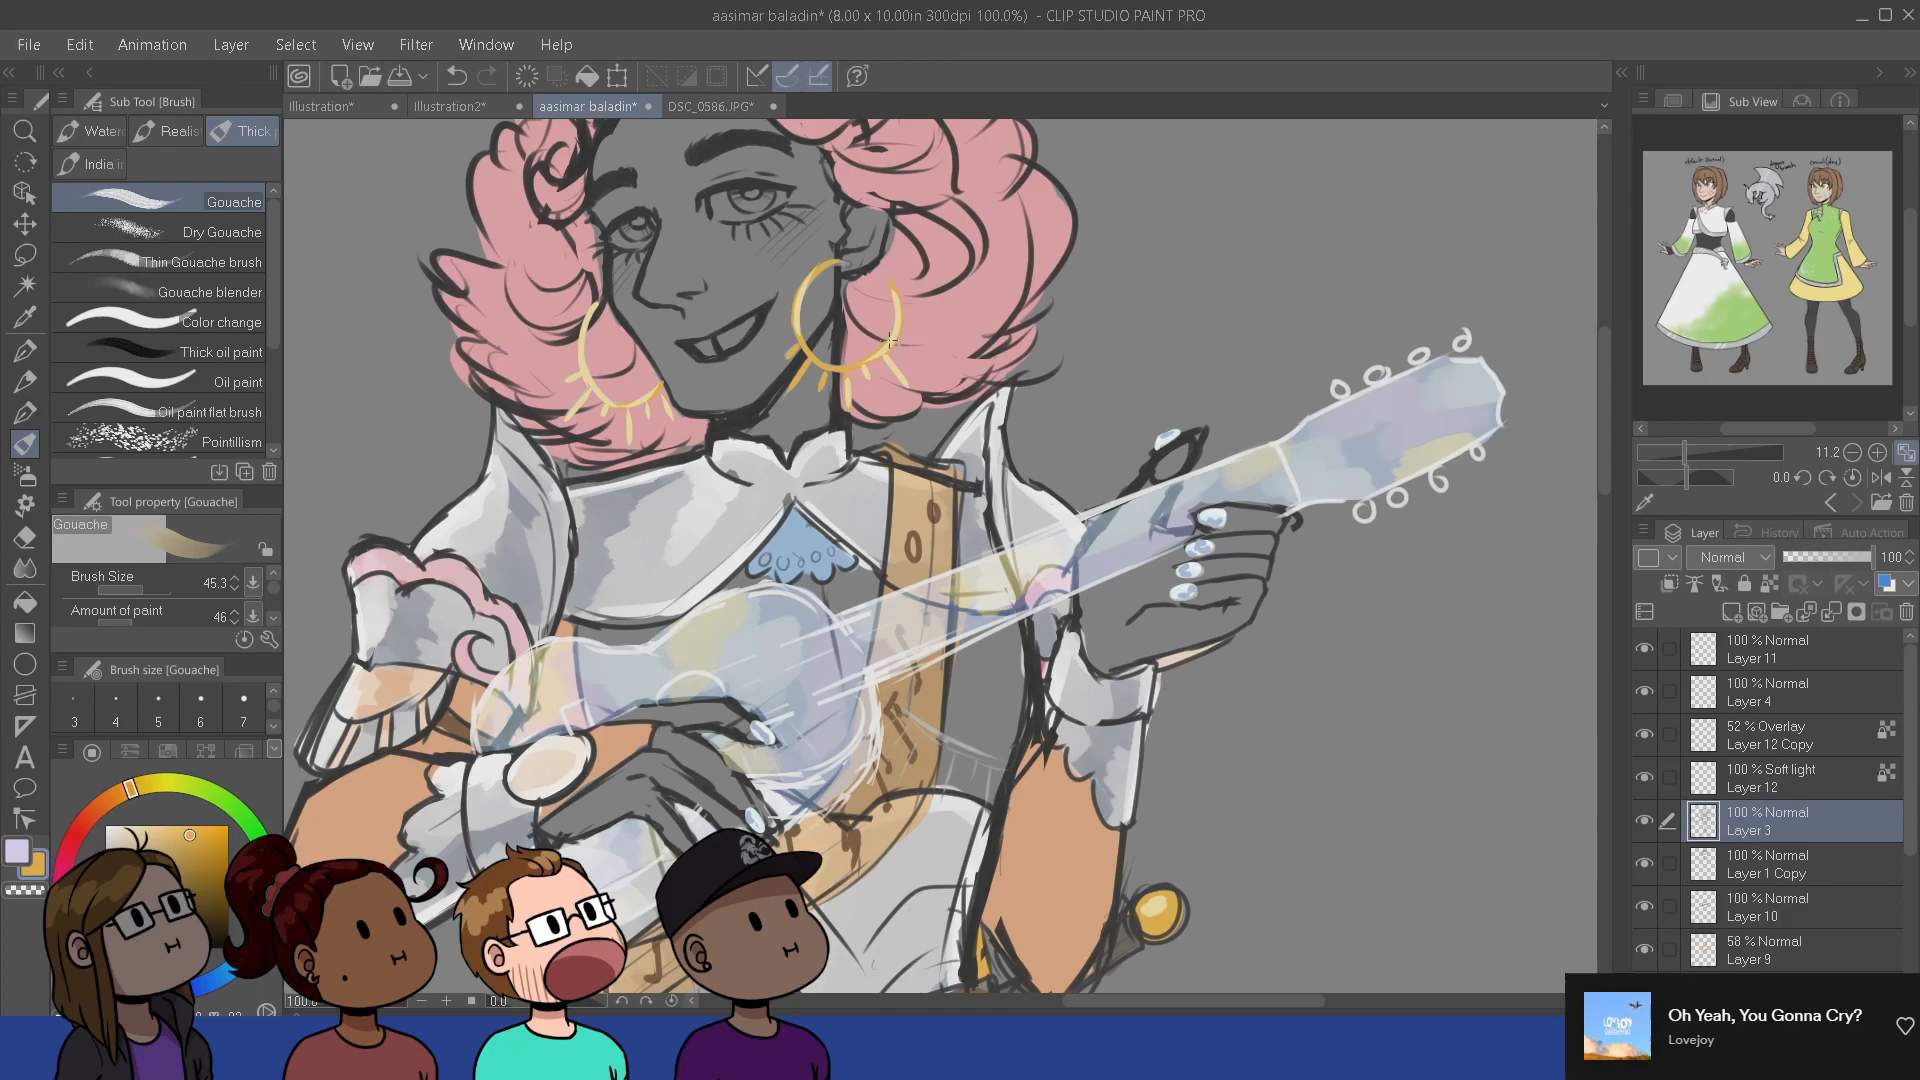 aasimar baladin* (8.00 x 10.00in 300dpi 100.0%) - CLIP STUDIO PAINT PRO
File Edit Animation Layer Select View Filter Window Help
Illustration* Illustration2* aasimar baladin* DSC_0586.JPG*
Sub Tool [Brush]
Sub View
Thick
Gouache
Dry Gouache
Thin Gouache brush
Gouache blender
Color change
Thick oil paint
Oil paint
Oil paint flat brush
Pointillism
11.2
0.0
Tool property [Gouache]
Gouache
Brush Size 45.3
Amount of paint 46
Brush size [Gouache]
3 4 5 6 7
Layer History Auto Action
Normal 100
100 % Normal
Layer 11
100 % Normal
Layer 4
52 % Overlay
Layer 12 Copy
100 % Soft light
Layer 12
100 % Normal
Layer 3
100 % Normal
Layer 1 Copy
100 % Normal
Layer 10
58 % Normal
Layer 9
0.0
Oh Yeah, You Gonna Cry?
Lovejoy